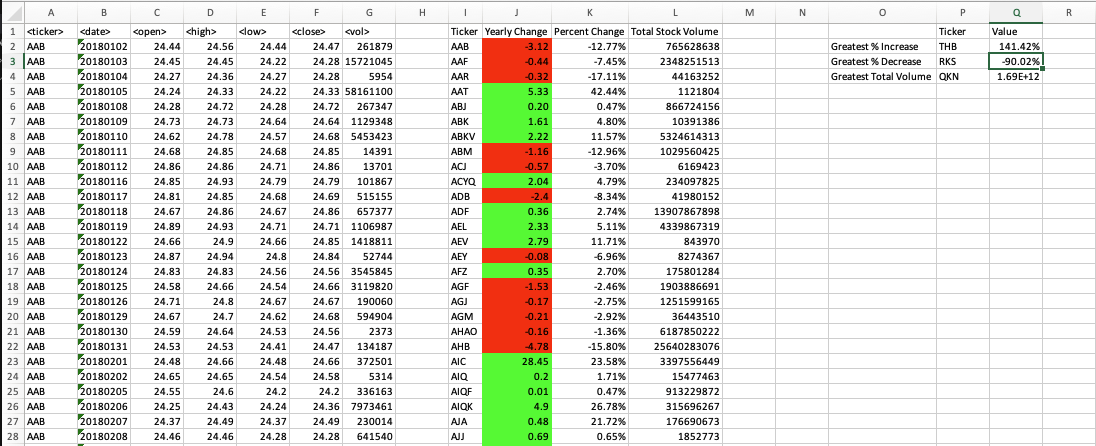 A B C D E F G H I J K L M N O P Q R
1 <ticker> <date> <open> <high> <low> <close> <vol> Ticker Yearly Change Percent Change Total Stock Volume Ticker Value
2 AAB 20180102 24.44 24.56 24.44 24.47 261879 AAB -3.12 -12.77% 765628638 Greatest % Increase THB 141.42%
3 AAB 20180103 24.45 24.45 24.22 24.28 15721045 AAF -0.44 -7.45% 2348251513 Greatest % Decrease RKS -90.02%
4 AAB 20180104 24.27 24.36 24.27 24.28 5954 AAR -0.32 -17.11% 44163252 Greatest Total Volume QKN 1.69E+12
5 AAB 20180105 24.24 24.33 24.22 24.33 58161100 AAT 5.33 42.44% 1121804
6 AAB 20180108 24.28 24.72 24.28 24.72 267347 ABJ 0.20 0.47% 866724156
7 AAB 20180109 24.73 24.73 24.64 24.64 1129348 ABK 1.61 4.80% 10391386
8 AAB 20180110 24.62 24.78 24.57 24.68 5453423 ABKV 2.22 11.57% 5324614313
9 AAB 20180111 24.68 24.85 24.68 24.85 14391 ABM -1.16 -12.96% 1029560425
10 AAB 20180112 24.86 24.86 24.71 24.86 13701 ACJ -0.57 -3.70% 6169423
11 AAB 20180116 24.85 24.93 24.79 24.79 101867 ACYQ 2.04 4.79% 234097825
12 AAB 20180117 24.81 24.85 24.68 24.69 515155 ADB -2.4 -8.34% 41980152
13 AAB 20180118 24.67 24.86 24.67 24.86 657377 ADF 0.36 2.74% 13907867898
14 AAB 20180119 24.89 24.93 24.71 24.71 1106987 AEL 2.33 5.11% 4339867319
15 AAB 20180122 24.66 24.9 24.66 24.85 1418811 AEV 2.79 11.71% 843970
16 AAB 20180123 24.87 24.94 24.8 24.84 52744 AEY -0.08 -6.96% 8274367
17 AAB 20180124 24.83 24.83 24.56 24.56 3545845 AFZ 0.35 2.70% 175801284
18 AAB 20180125 24.58 24.66 24.54 24.66 3119820 AGF -1.53 -2.46% 1903886691
19 AAB 20180126 24.71 24.8 24.67 24.67 190060 AGJ -0.17 -2.75% 1251599165
20 AAB 20180129 24.67 24.7 24.62 24.68 594904 AGM -0.21 -2.92% 36443510
21 AAB 20180130 24.59 24.64 24.53 24.56 2373 AHAO -0.16 -1.36% 6187850222
22 AAB 20180131 24.53 24.53 24.41 24.47 134187 AHB -4.78 -15.80% 25640283076
23 AAB 20180201 24.48 24.66 24.48 24.66 372501 AIC 28.45 23.58% 3397556449
24 AAB 20180202 24.65 24.65 24.54 24.58 5314 AIQ 0.2 1.71% 15477463
25 AAB 20180205 24.55 24.6 24.2 24.2 336163 AIQF 0.01 0.47% 913229872
26 AAB 20180206 24.25 24.43 24.24 24.36 7973461 AIQK 4.9 26.78% 315696267
27 AAB 20180207 24.37 24.49 24.37 24.49 230014 AJA 0.48 21.72% 176690673
28 AAB 20180208 24.46 24.46 24.28 24.28 641540 AJJ 0.69 0.65% 1852773